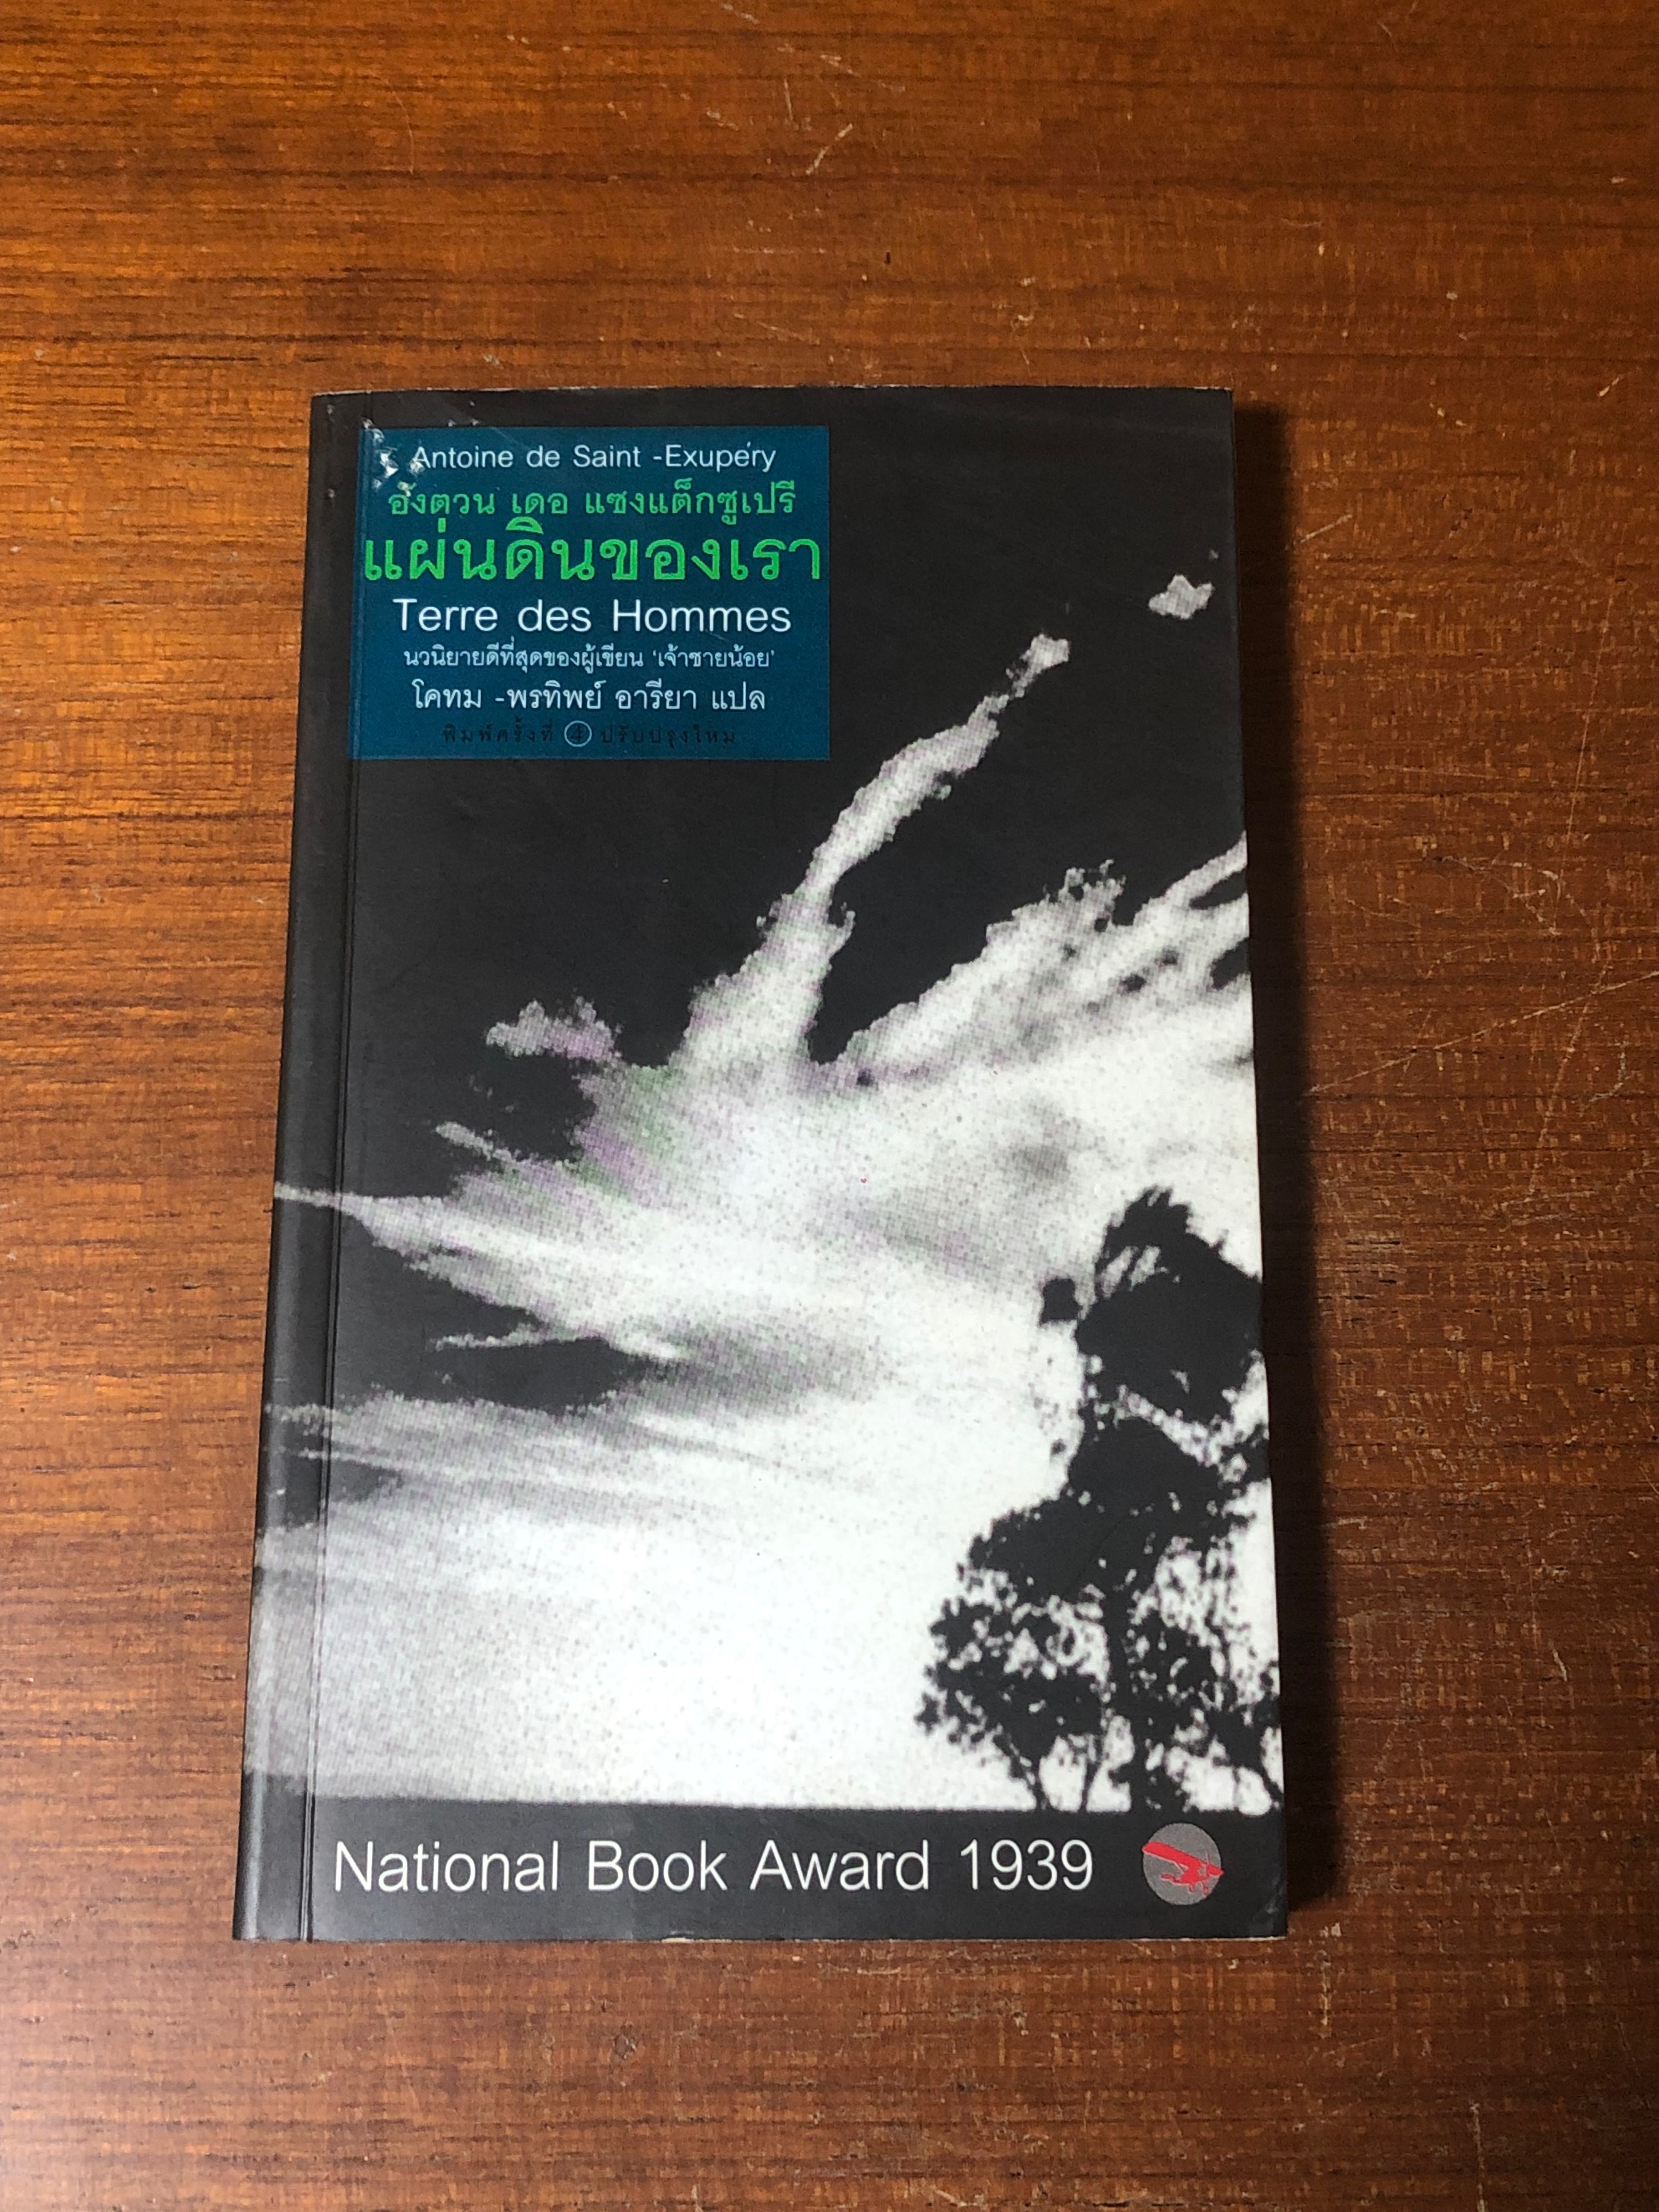 Antoine de Saint -Exupéry
อังตวน เดอ แซงแต็กซูเปรี
แผ่นดินของเรา
Terre des Hommes
นวนิยายดีที่สุดของผู้เขียน ‘เจ้าชายน้อย’
โคทม -พรทิพย์ อารียา แปล
พิมพ์ครั้งที่ 4 ปรับปรุงใหม่
National Book Award 1939